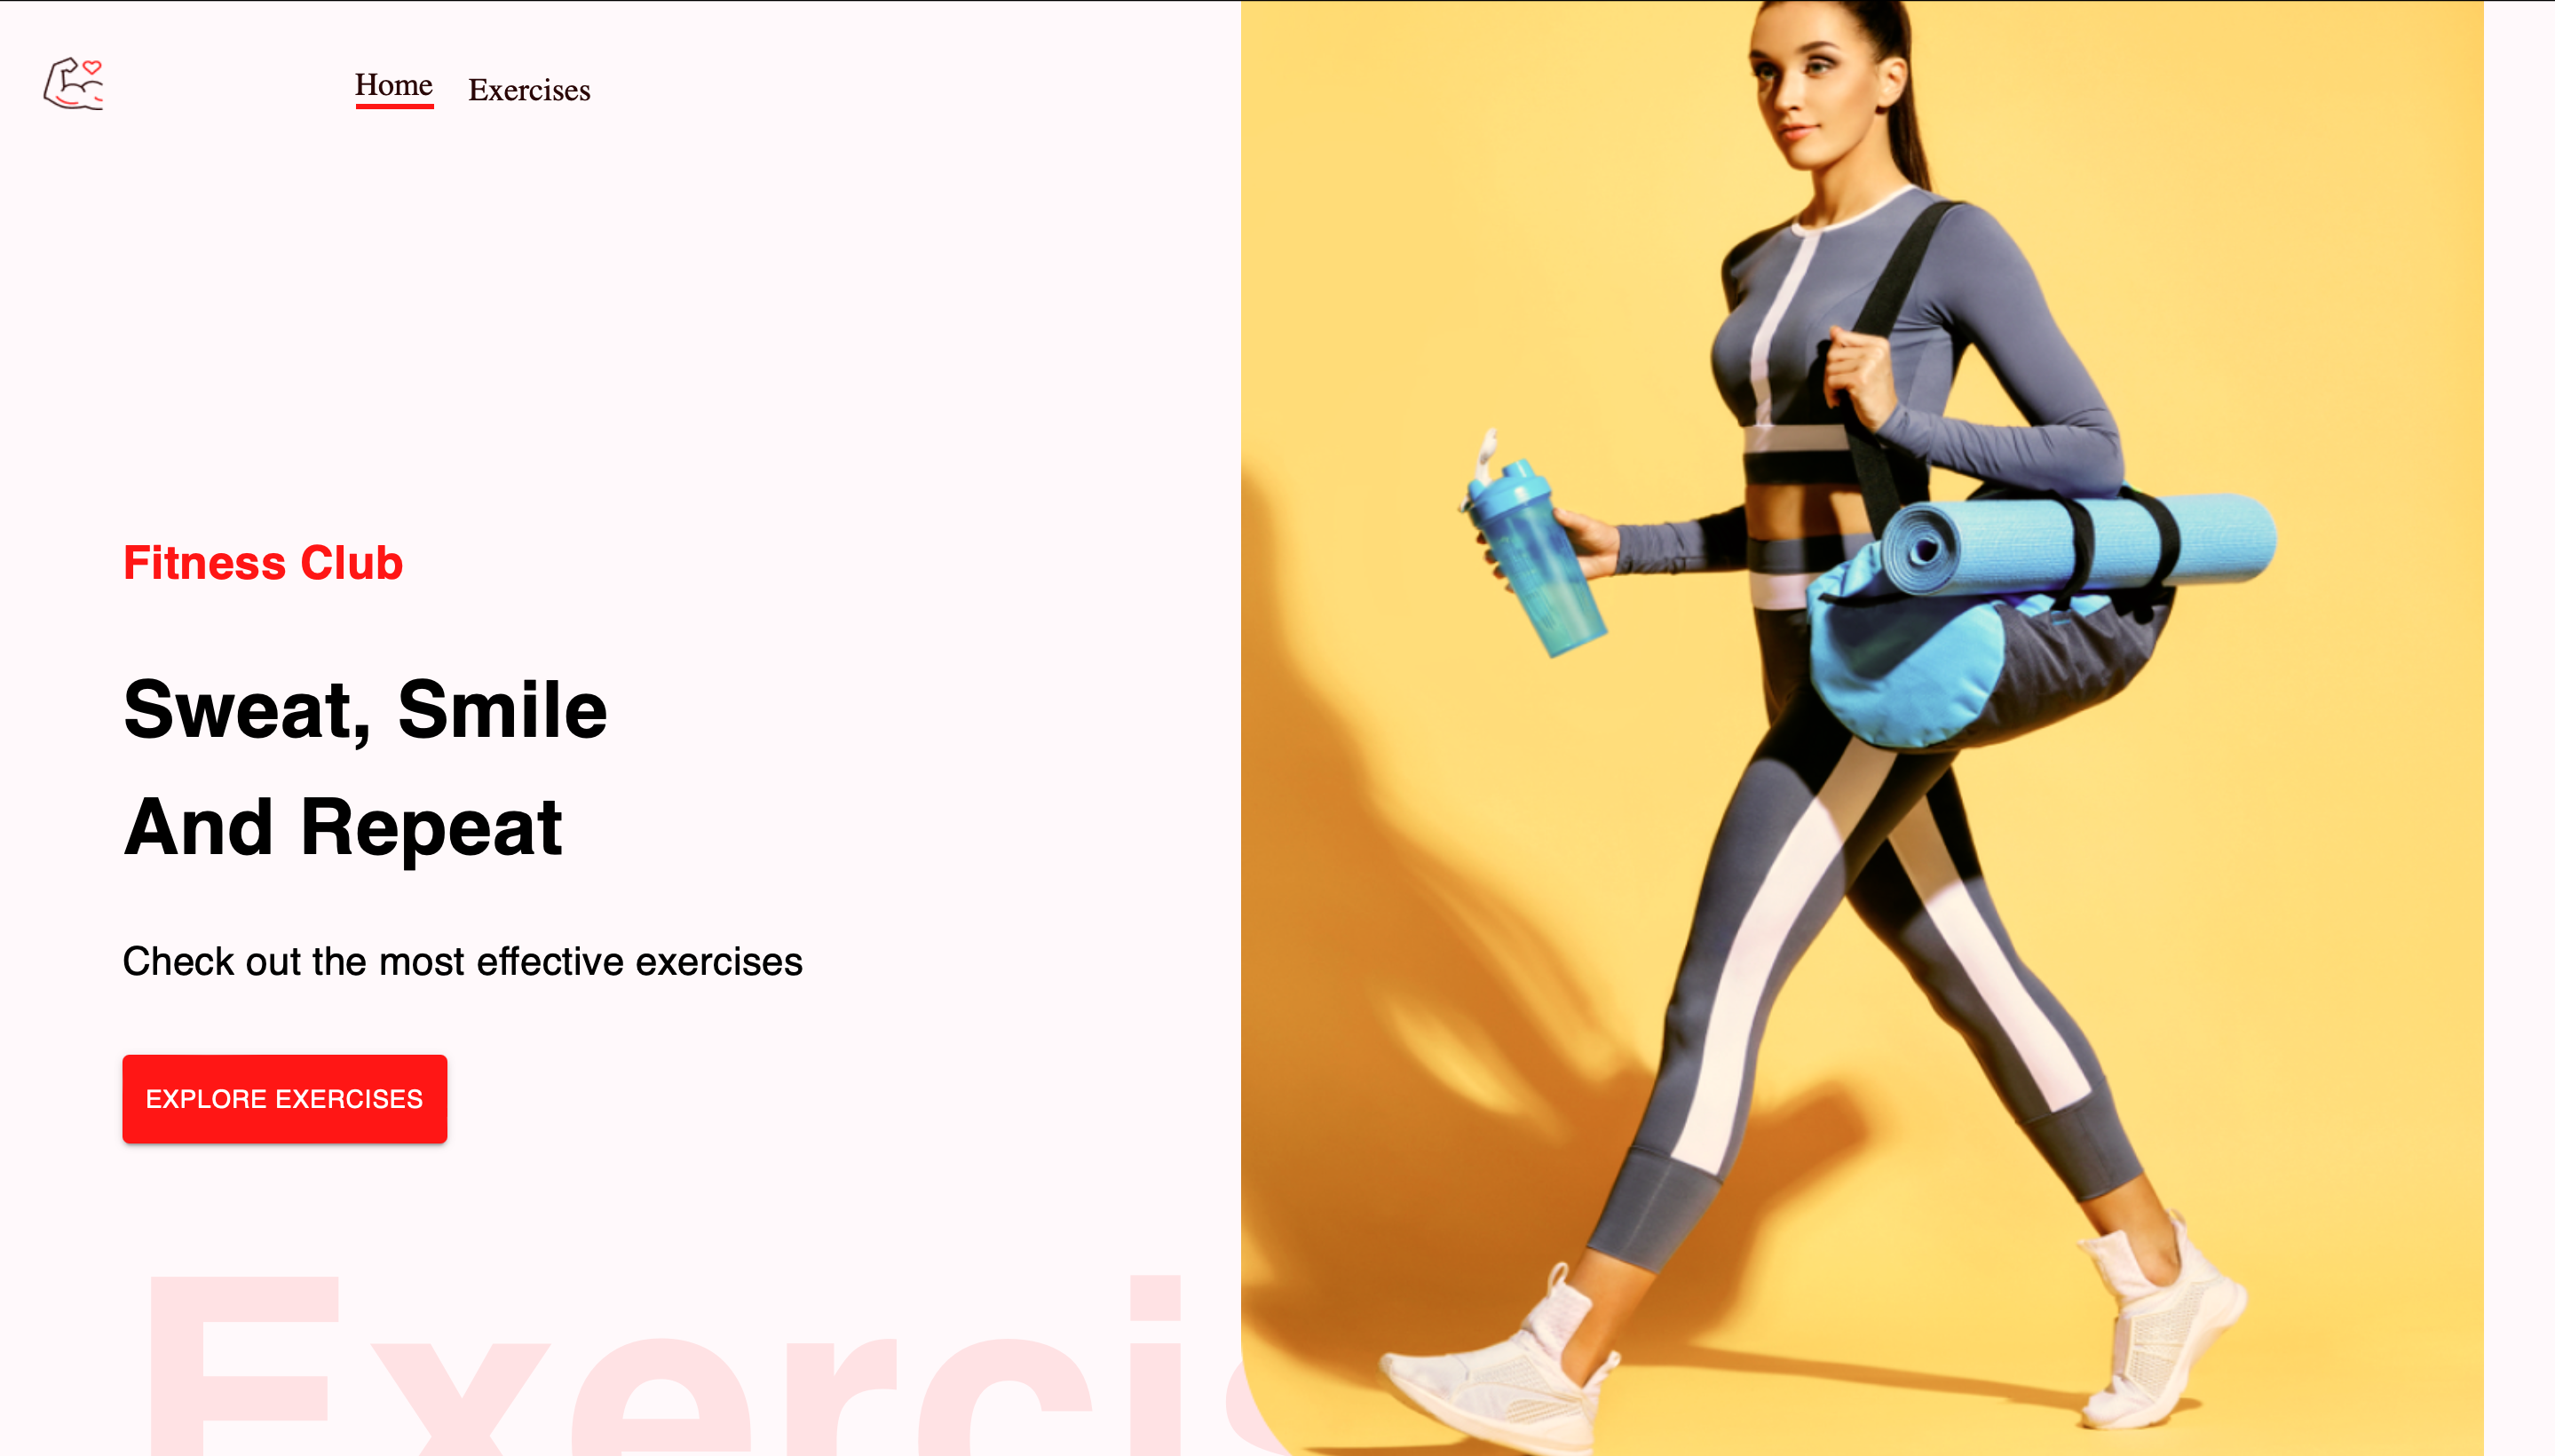 Home Exercises
Fitness Club
Sweat, Smile
And Repeat
Check out the most effective exercises
EXPLORE EXERCISES
Exercis